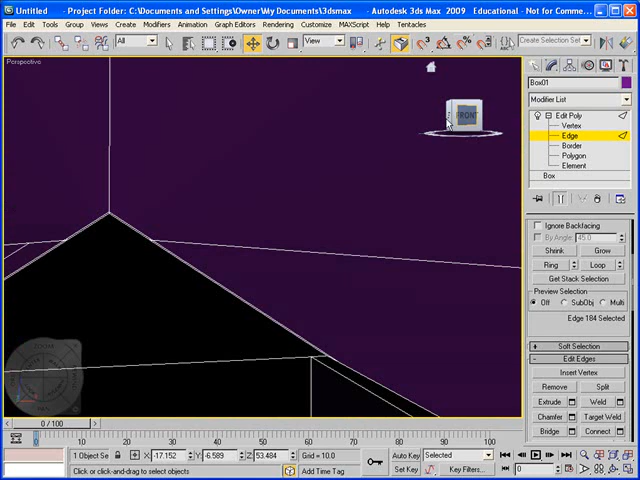 Untitled - Project Folder: C:\Documents and Settings\Owner\My Documents\3dsmax - Autodesk 3ds Max 2009 Educational - Not for Comme...
File Edit Tools Group Views Create Modifiers Animation Graph Editors Rendering Customize MAXScript Help Tentacles
All View Create Selection Set
Perspective
FRONT
Box01
Modifier List
Edit Poly
Vertex
Edge
Border
Polygon
Element
Box
Ignore Backfacing
By Angle: 45.0
Shrink Grow
Ring Loop
Get Stack Selection
Preview Selection
Off SubObj Multi
Edge 184 Selected
+ Soft Selection
- Edit Edges
Insert Vertex
Remove Split
Extrude Weld
Chamfer Target Weld
Bridge Connect
0 / 100
0 10 20 30 40 50 60 70 80 90 100
1 Object Se X: -17.152 Y: -6.589 Z: 53.484 Grid = 10.0 Auto Key Selected
Click or click-and-drag to select objects Add Time Tag Set Key Key Filters... 0